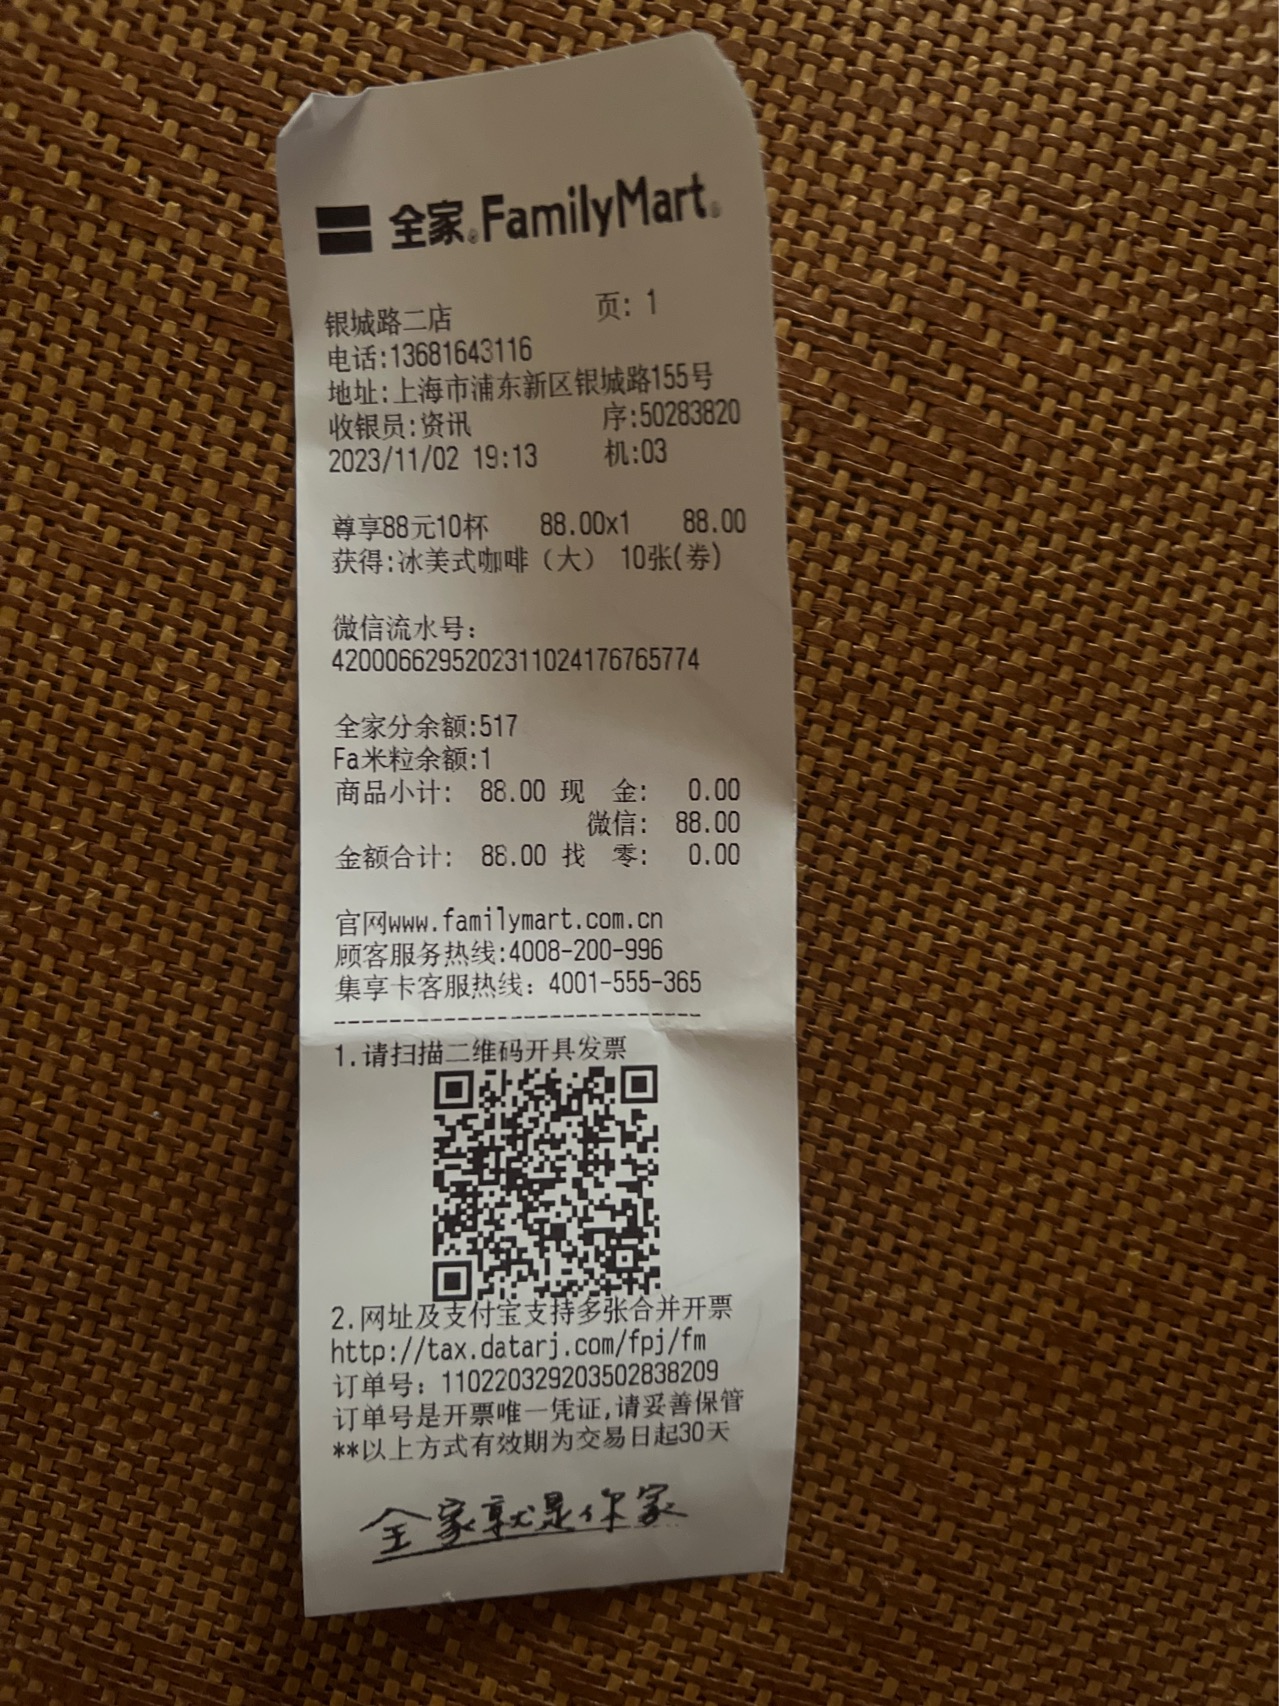 全家®FamilyMart®
银城路二店 页: 1
电话:13681643116
地址:上海市浦东新区银城路155号
收银员:资讯 序:50283820
2023/11/02 19:13 机:03
尊享88元10杯 88.00x1 88.00
获得:冰美式咖啡（大） 10张(券)
微信流水号:
4200066295202311024176765774
全家分余额:517
Fa米粒余额:1
商品小计: 88.00 现 金: 0.00
微信: 88.00
金额合计: 88.00 找 零: 0.00
官网www.familymart.com.cn
顾客服务热线:4008-200-996
集享卡客服热线: 4001-555-365
------------------------------
1.请扫描二维码开具发票
2.网址及支付宝支持多张合并开票
http://tax.datarj.com/fpj/fm
订单号: 110220329203502838209
订单号是开票唯一凭证,请妥善保管
**以上方式有效期为交易日起30天
全家就是你家